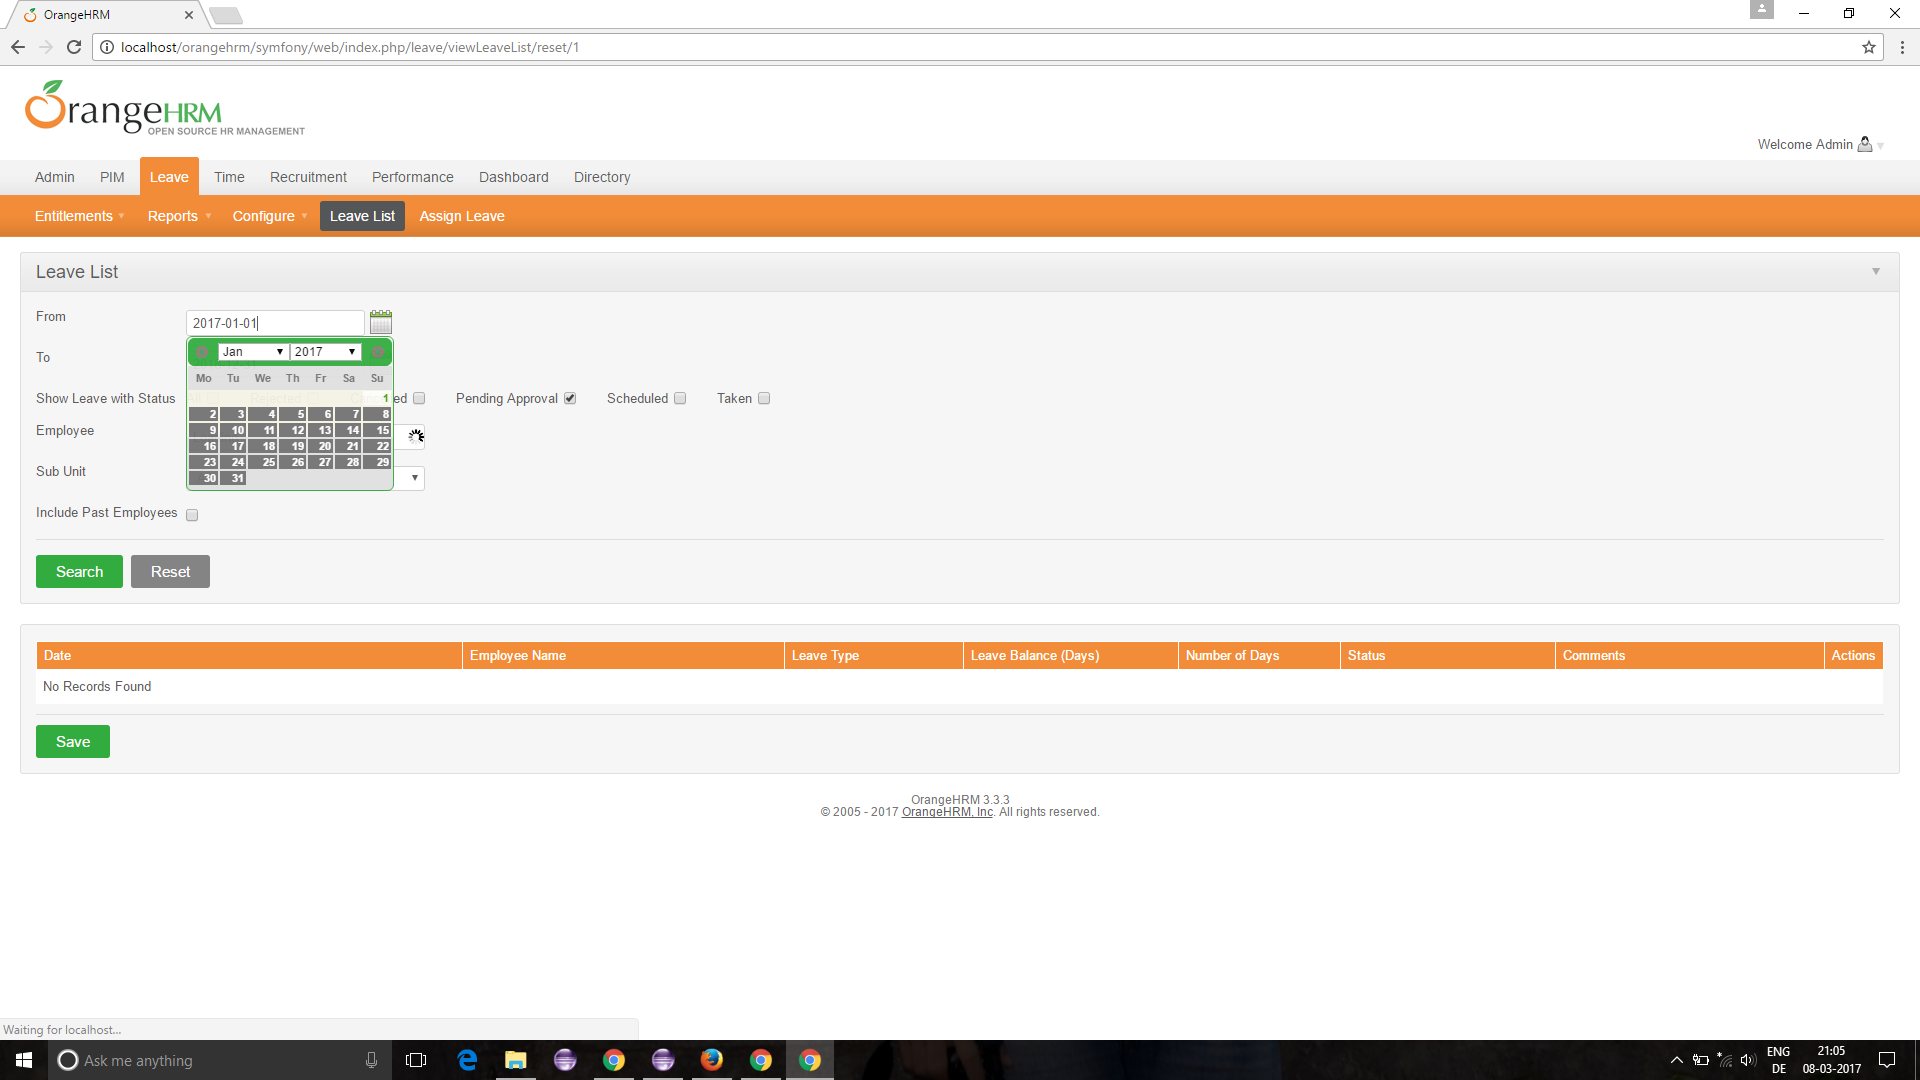 OrangeHRM
localhost/orangehrm/symfony/web/index.php/leave/viewLeaveList/reset/1
OrangeHRM
OPEN SOURCE HR MANAGEMENT
Welcome Admin
Admin PIM Leave Time Recruitment Performance Dashboard Directory
Entitlements Reports Configure Leave List Assign Leave
Leave List
From 2017-01-01
Jan 2017
To
Mo Tu We Th Fr Sa Su
Show Leave with Status 1 ed Pending Approval Scheduled Taken
2 3 4 5 6 7 8
Employee 9 10 11 12 13 14 15
16 17 18 19 20 21 22
23 24 25 26 27 28 29
Sub Unit 30 31
Include Past Employees
Search Reset
Date Employee Name Leave Type Leave Balance (Days) Number of Days Status Comments Actions
No Records Found
Save
OrangeHRM 3.3.3
© 2005 - 2017 OrangeHRM, Inc. All rights reserved.
Waiting for localhost...
Ask me anything
ENG 21:05
DE 08-03-2017